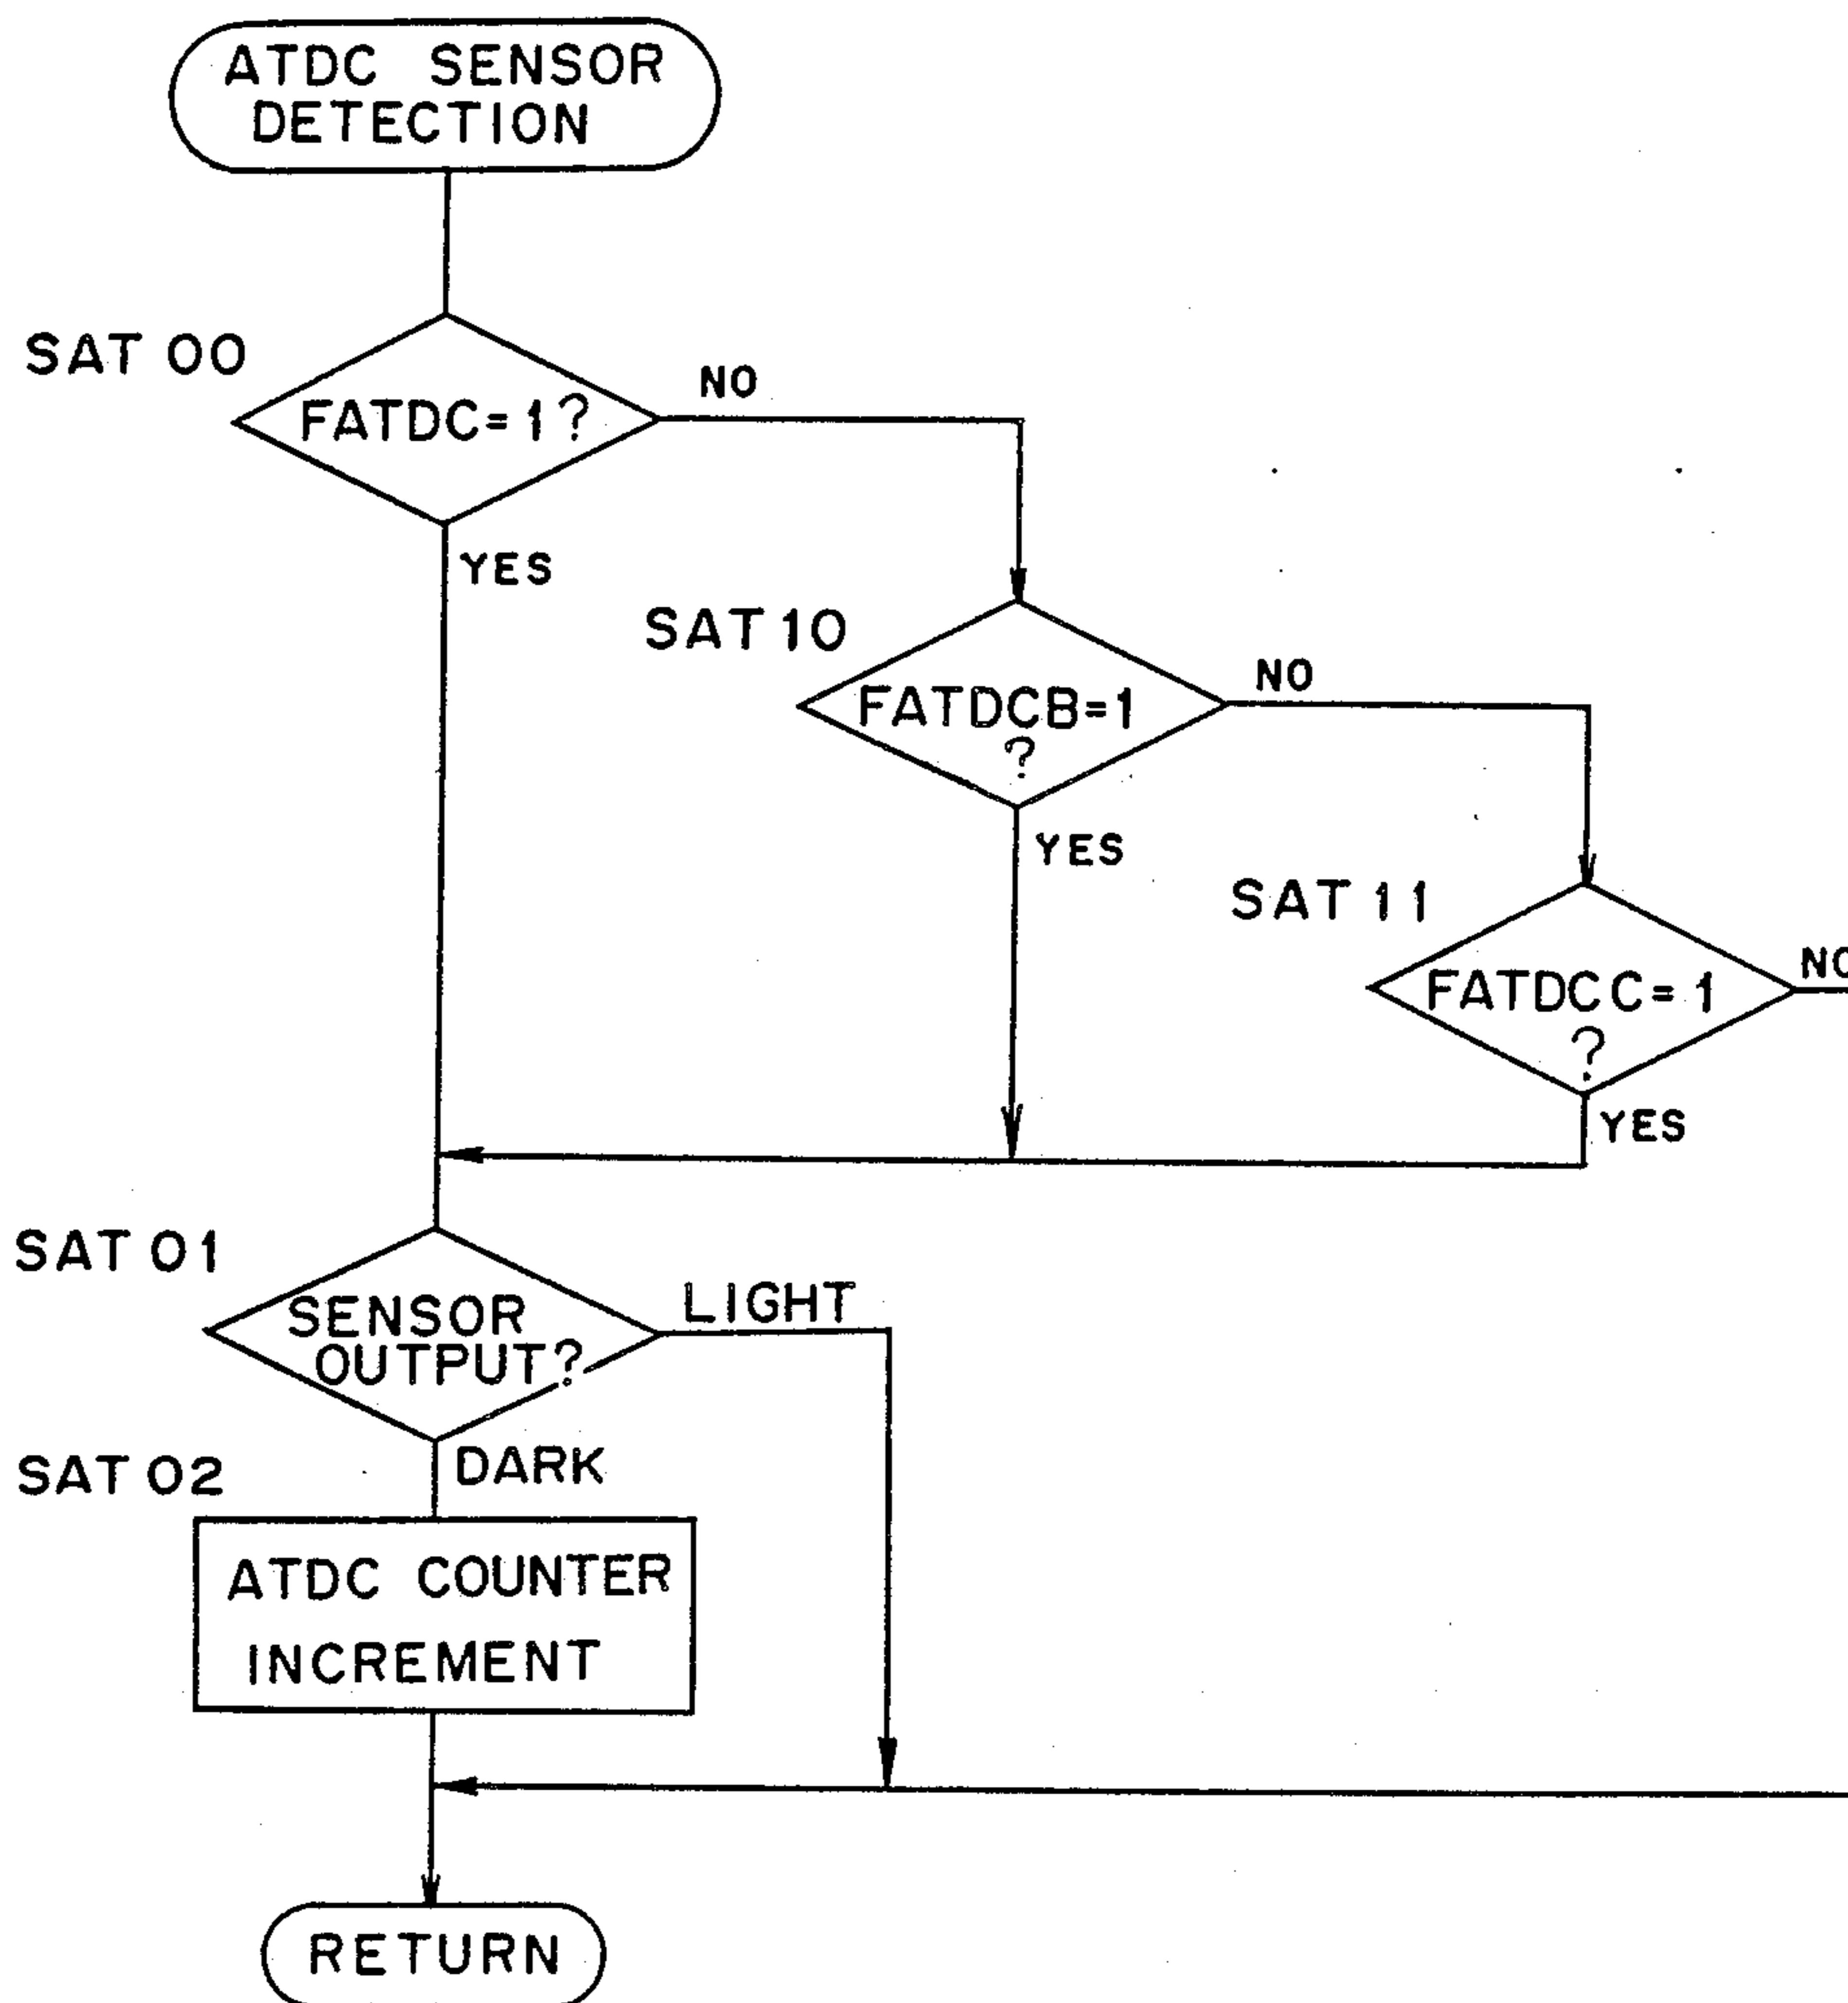 ATDC SENSOR
DETECTION
SAT 00
FATDC=1?
NO
YES
SAT 10
FATDCB=1
?
NO
YES
SAT 11
FATDCC=1
?
NO
YES
SAT 01
SENSOR
OUTPUT?
LIGHT
DARK
SAT 02
ATDC COUNTER
INCREMENT
RETURN